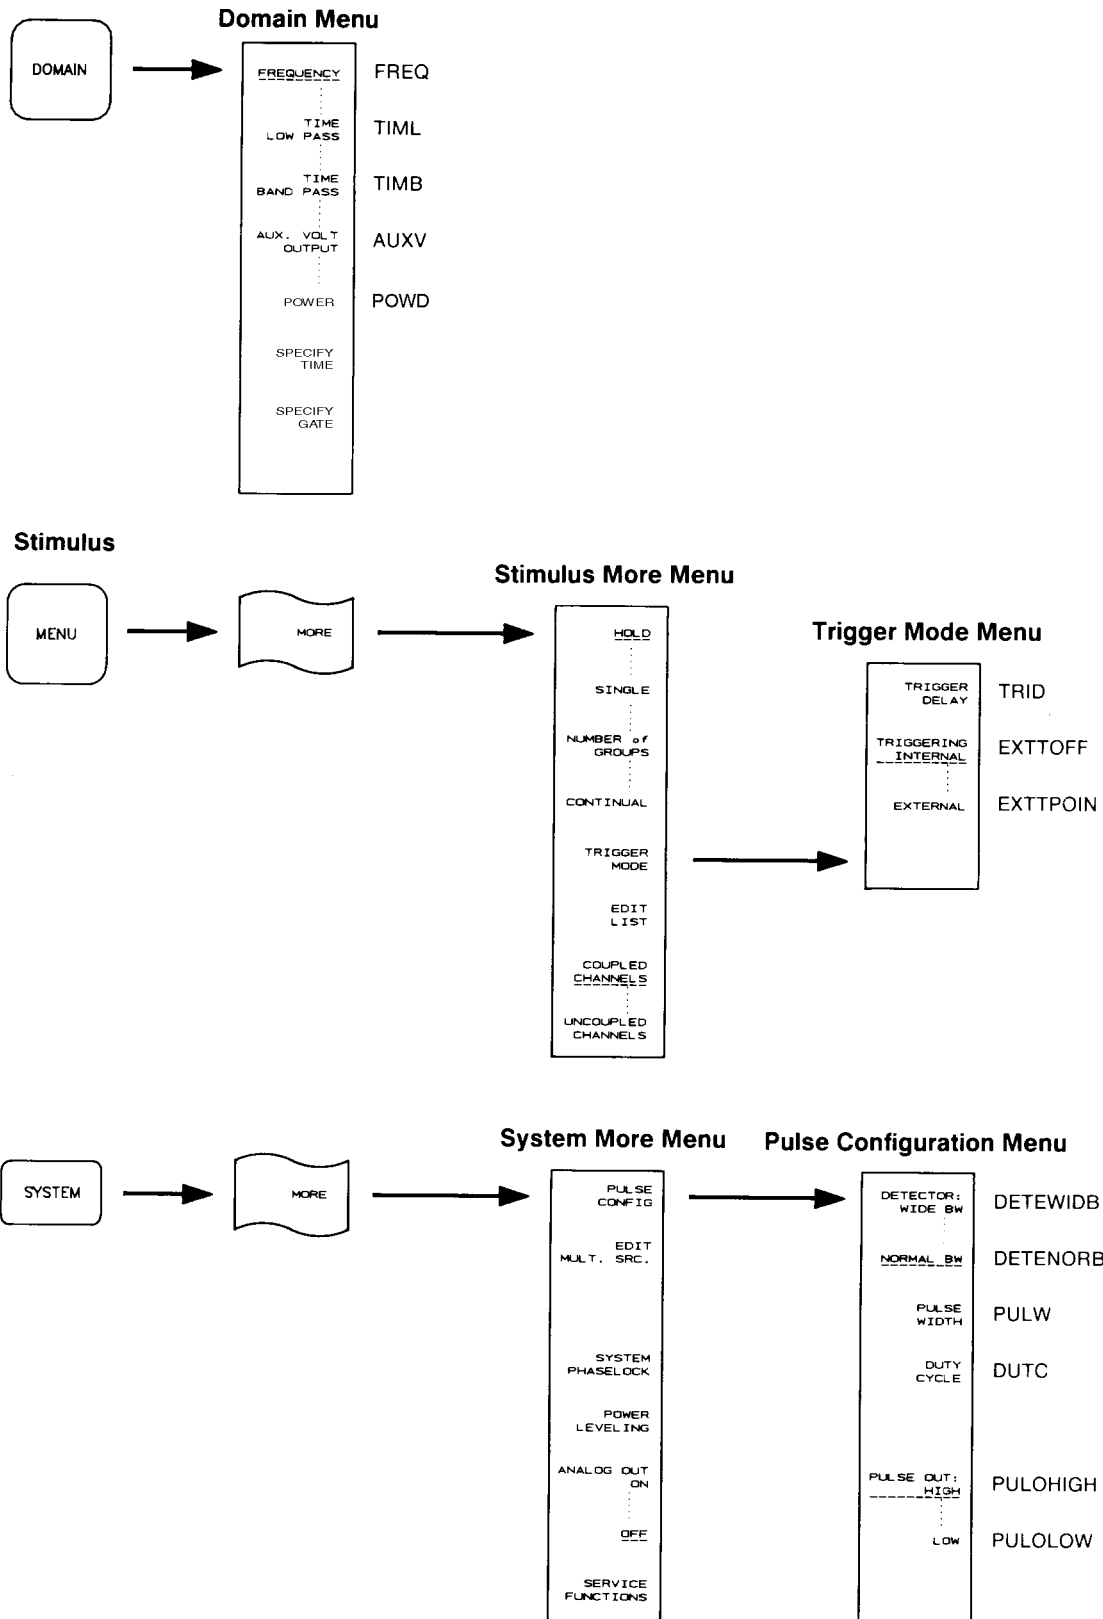 Domain Menu
DOMAIN
FREQUENCY FREQ
TIME
LOW PASS TIML
TIME
BAND PASS TIMB
AUX. VOLT
OUTPUT AUXV
POWER POWD
SPECIFY
TIME
SPECIFY
GATE
Stimulus
MENU
MORE
Stimulus More Menu
HOLD
SINGLE
NUMBER of
GROUPS
CONTINUAL
TRIGGER
MODE
EDIT
LIST
COUPLED
CHANNELS
UNCOUPLED
CHANNELS
Trigger Mode Menu
TRIGGER
DELAY TRID
TRIGGERING
INTERNAL EXTTOFF
EXTERNAL EXTTPOIN
SYSTEM
MORE
System More Menu
PULSE
CONFIG
EDIT
MULT. SRC.
SYSTEM
PHASELOCK
POWER
LEVELING
ANALOG OUT
ON
OFF
SERVICE
FUNCTIONS
Pulse Configuration Menu
DETECTOR:
WIDE BW DETEWIDB
NORMAL BW DETENORB
PULSE
WIDTH PULW
DUTY
CYCLE DUTC
PULSE OUT:
HIGH PULOHIGH
LOW PULOLOW